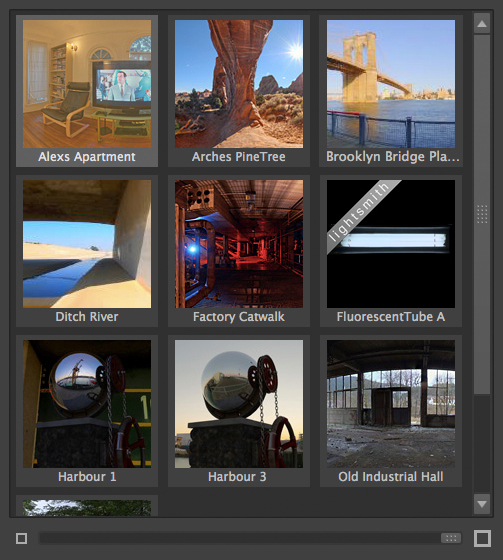 Alexs Apartment
Arches PineTree
Brooklyn Bridge Pla...
Ditch River
Factory Catwalk
lightsmith
FluorescentTube A
Harbour 1
Harbour 3
Old Industrial Hall